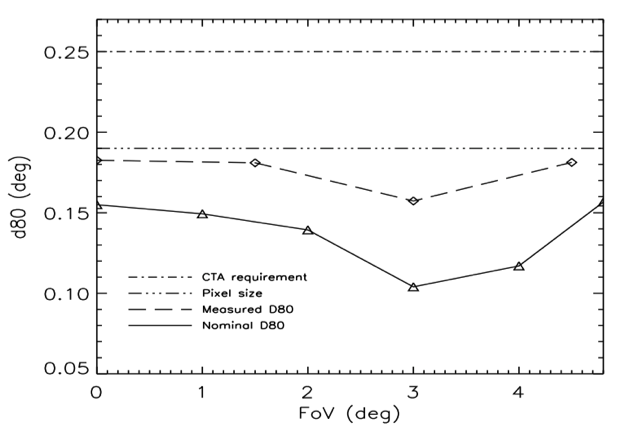 0.25
0.20
0.15
0.10
0.05
d80 (deg)
CTA requirement
Pixel size
Measured D80
Nominal D80
0 1 2 3 4
FoV (deg)